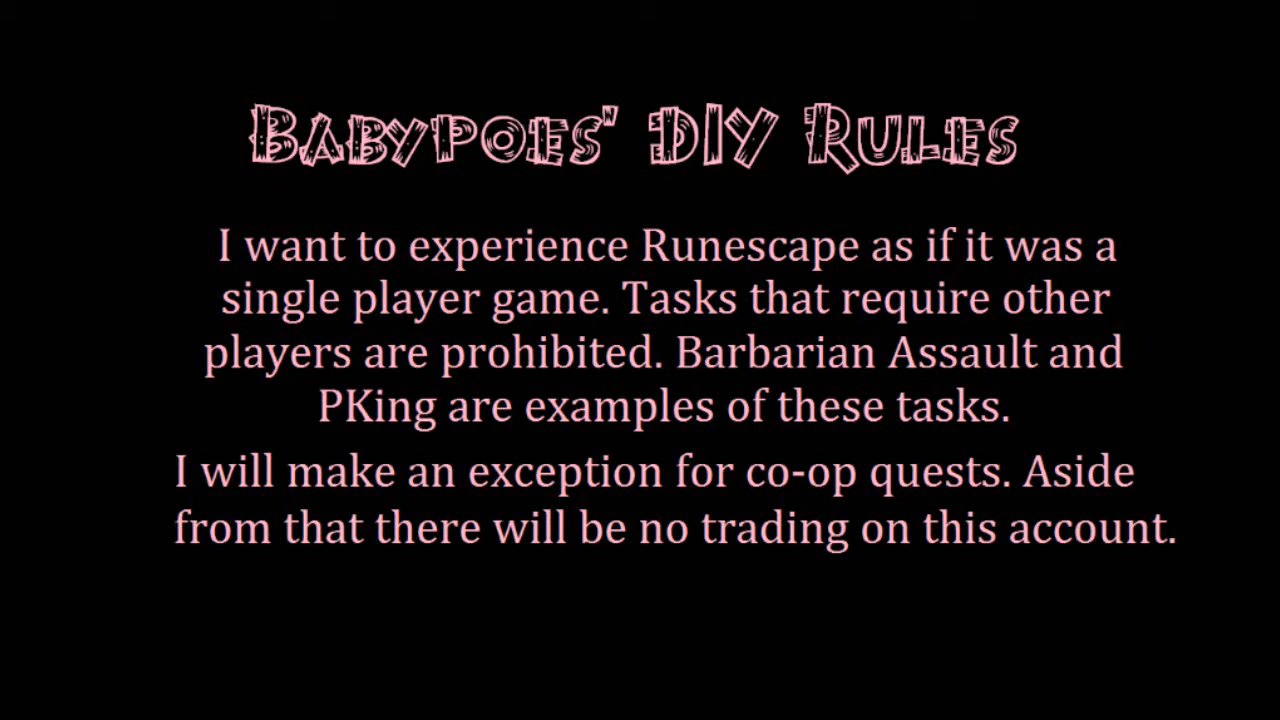 BABYPOES' DIY RULES
I want to experience Runescape as if it was a
single player game. Tasks that require other
players are prohibited. Barbarian Assault and
PKing are examples of these tasks.
I will make an exception for co-op quests. Aside
from that there will be no trading on this account.